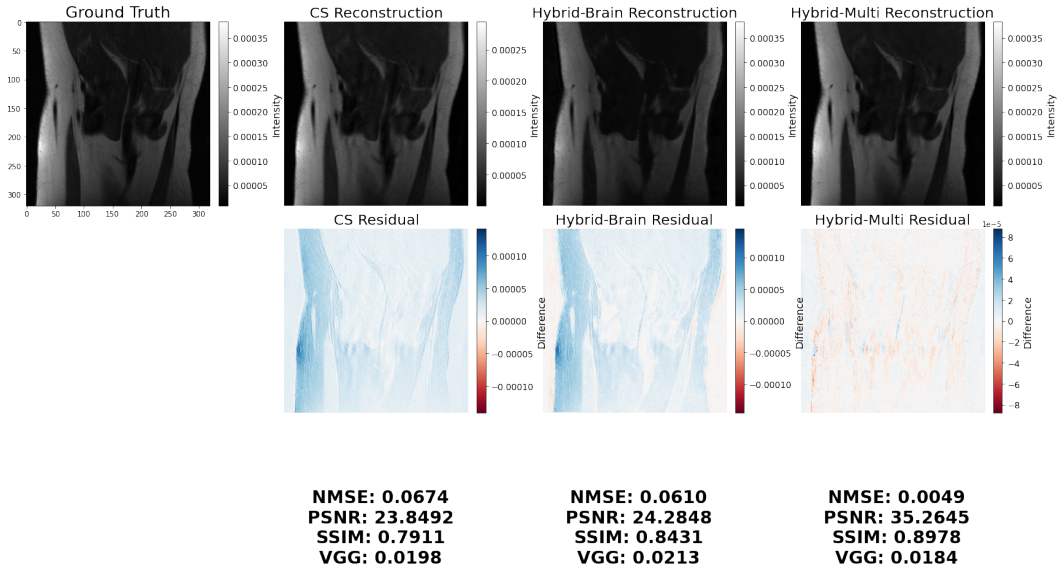 Ground Truth
CS Reconstruction
Hybrid-Brain Reconstruction
Hybrid-Multi Reconstruction
0
50
100
150
200
250
300
0 50 100 150 200 250 300
0.00035
0.00030
0.00025
0.00020
0.00015
0.00010
0.00005
Intensity
0.00025
0.00020
0.00015
0.00010
0.00005
Intensity
0.00035
0.00030
0.00025
0.00020
0.00015
0.00010
0.00005
Intensity
0.00035
0.00030
0.00025
0.00020
0.00015
0.00010
0.00005
Intensity
CS Residual
Hybrid-Brain Residual
Hybrid-Multi Residual
0.00010
0.00005
0.00000
−0.00005
−0.00010
Difference
0.00010
0.00005
0.00000
−0.00005
−0.00010
Difference
1e−5
8
6
4
2
0
−2
−4
−6
−8
Difference
NMSE: 0.0674
PSNR: 23.8492
SSIM: 0.7911
VGG: 0.0198
NMSE: 0.0610
PSNR: 24.2848
SSIM: 0.8431
VGG: 0.0213
NMSE: 0.0049
PSNR: 35.2645
SSIM: 0.8978
VGG: 0.0184